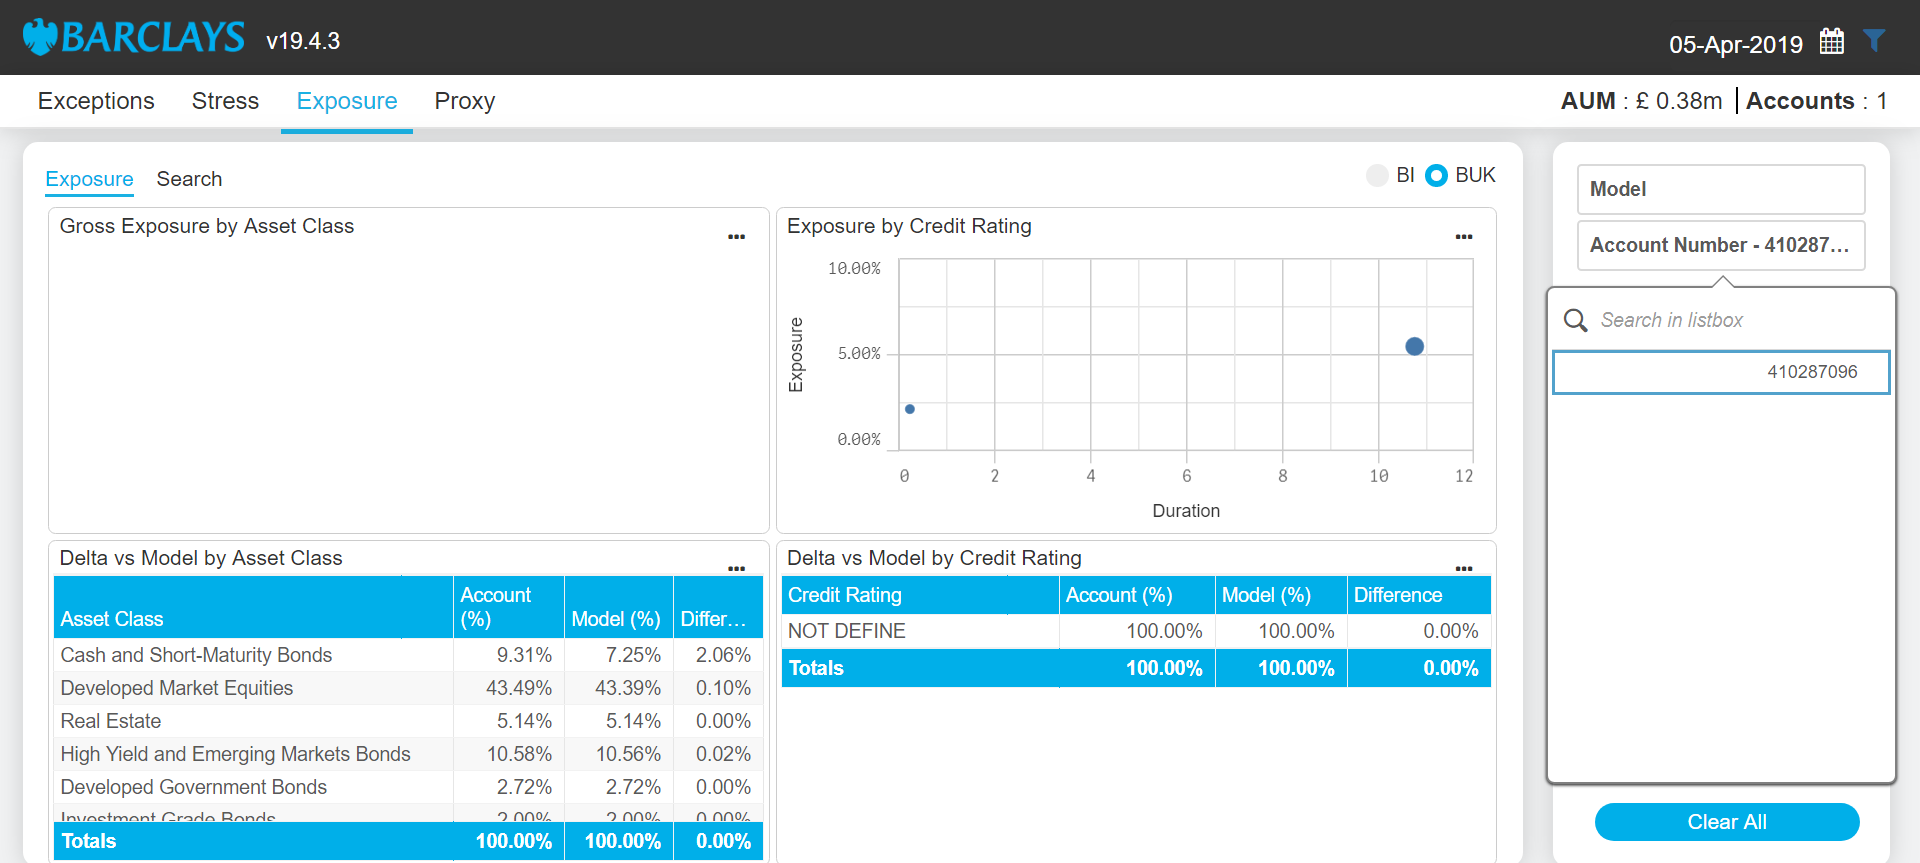 BARCLAYS v19.4.3
05-Apr-2019
Exceptions Stress Exposure Proxy
AUM : £ 0.38m Accounts : 1
Exposure Search
BI BUK
Gross Exposure by Asset Class
...
Exposure by Credit Rating
...
10.00%
5.00%
0.00%
Exposure
0 2 4 6 8 10 12
Duration
Delta vs Model by Asset Class
...
Asset Class Account (%) Model (%) Differ...
Cash and Short-Maturity Bonds 9.31% 7.25% 2.06%
Developed Market Equities 43.49% 43.39% 0.10%
Real Estate 5.14% 5.14% 0.00%
High Yield and Emerging Markets Bonds 10.58% 10.56% 0.02%
Developed Government Bonds 2.72% 2.72% 0.00%
Investment Grade Bonds 2.00% 2.00% 0.00%
Totals 100.00% 100.00% 0.00%
Delta vs Model by Credit Rating
...
Credit Rating Account (%) Model (%) Difference
NOT DEFINE 100.00% 100.00% 0.00%
Totals 100.00% 100.00% 0.00%
Model
Account Number - 410287...
Search in listbox
410287096
Clear All